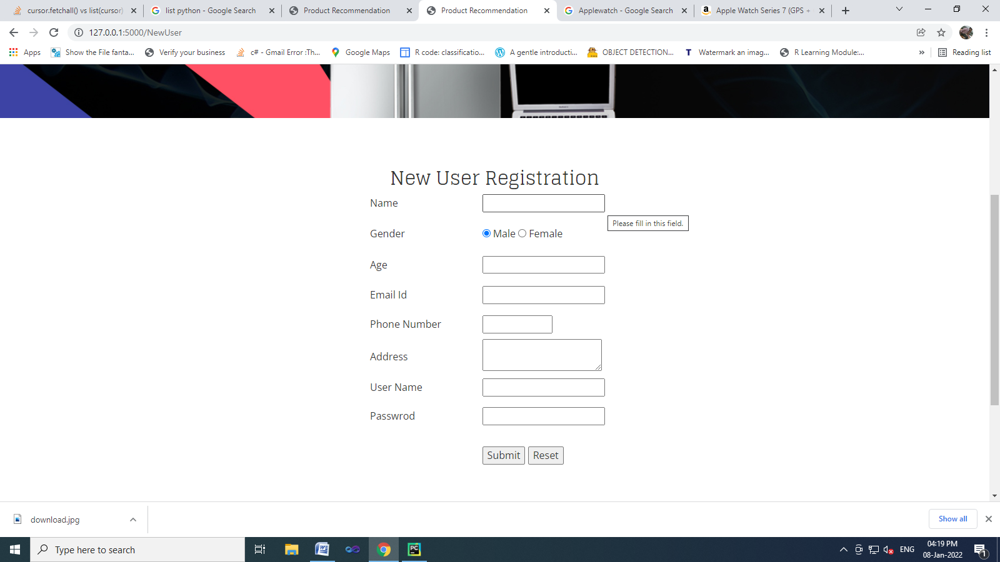 cursor.fetchall() vs list(cursor)
list python - Google Search
Product Recommendation
Product Recommendation
Applewatch - Google Search
Apple Watch Series 7 (GPS +
127.0.0.1:5000/NewUser
Apps
Show the File fanta...
Verify your business
c# - Gmail Error :Th...
Google Maps
R code: classificatio...
A gentle introducti...
OBJECT DETECTION...
T
Watermark an imag...
R Learning Module:...
»
Reading list
New User Registration
Name
Please fill in this field.
Gender
Male
Female
Age
Email Id
Phone Number
Address
User Name
Passwrod
Submit
Reset
download.jpg
Show all
Type here to search
PC
ENG
04:19 PM
08-Jan-2022
1